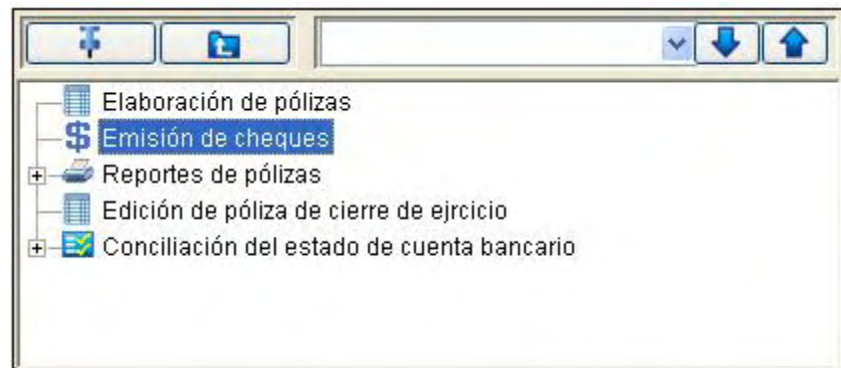 Elaboración de pólizas
$ Emisión de cheques
Reportes de pólizas
Edición de póliza de cierre de ejrcicio
Conciliación del estado de cuenta bancario